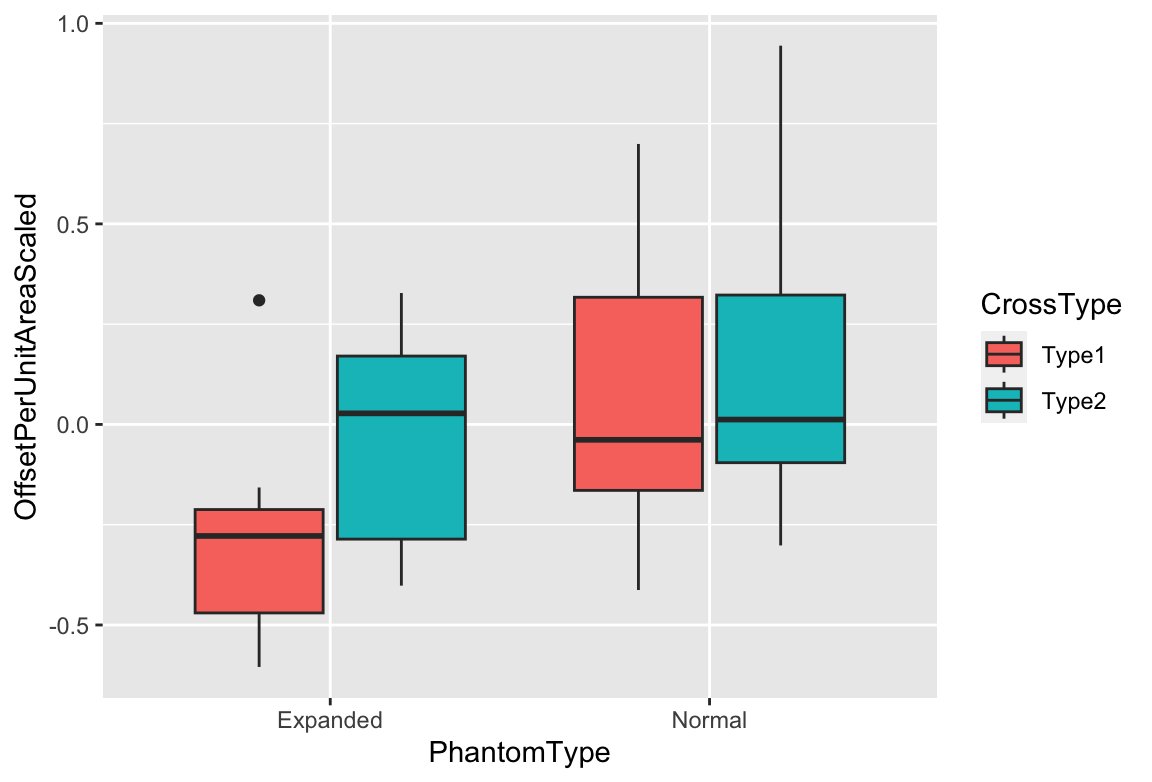 1.0
0.5
0.0
-0.5
OffsetPerUnitAreaScaled
Expanded
Normal
PhantomType
CrossType
Type1
Type2